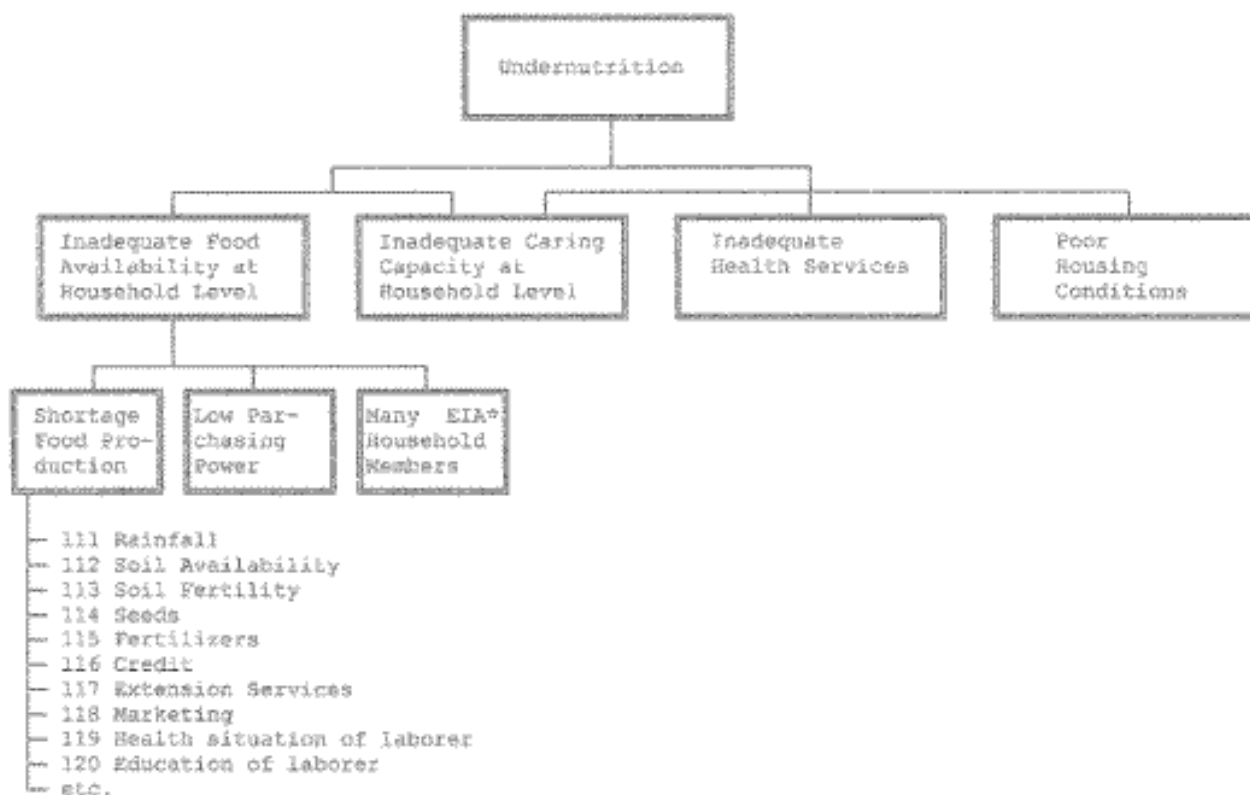 Undernutrition
Inadequate Food
Availability at
Household Level
Inadequate Caring
Capacity at
Household Level
Inadequate
Health Services
Poor
Housing
Conditions
Shortage
Food Pro-
duction
Low Pur-
chasing
Power
Many EIA*
Household
Members
111 Rainfall
112 Soil Availability
113 Soil Fertility
114 Seeds
115 Fertilizers
116 Credit
117 Extension Services
118 Marketing
119 Health situation of laborer
120 Education of laborer
etc.